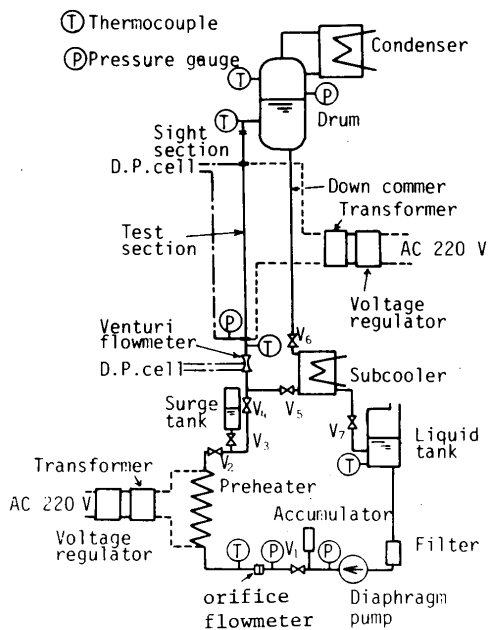 T Thermocouple
P Pressure gauge
Condenser
T
P
Drum
T
Sight
section
D.P.cell
Down commer
Transformer
Test
section
AC 220 V
Voltage
regulator
P
Venturi
flowmeter
T
V6
D.P.cell
Subcooler
Surge
tank
V4
V5
V3
V7
Liquid
tank
V2
T
Transformer
Preheater
AC 220 V
Accumulator
Voltage
regulator
T
P
V1
P
Filter
orifice
flowmeter
Diaphragm
pump